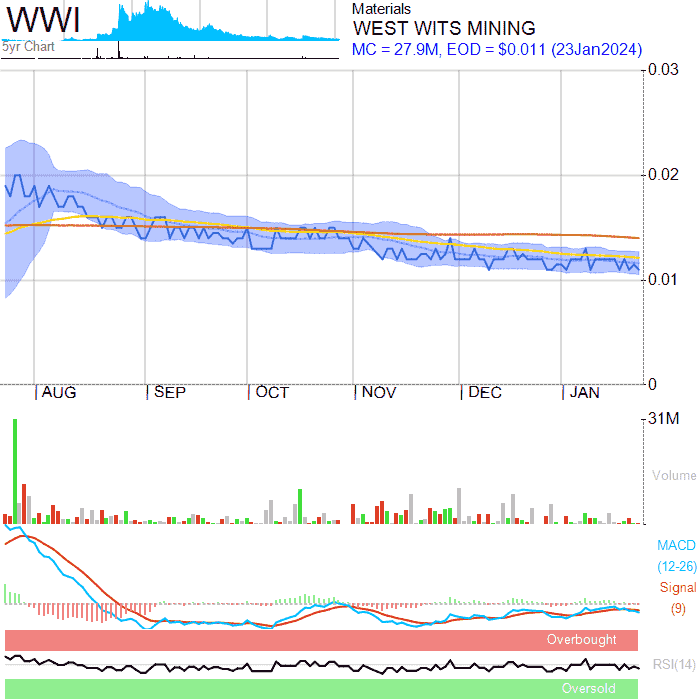 WWI
Materials
WEST WITS MINING
MC = 27.9M, EOD = $0.011 (23Jan2024)
5yr Chart
0.03
0.02
0.01
0
AUG SEP OCT NOV DEC JAN
31M
Volume
MACD
(12-26)
Signal
(9)
Overbought
RSI(14)
Oversold